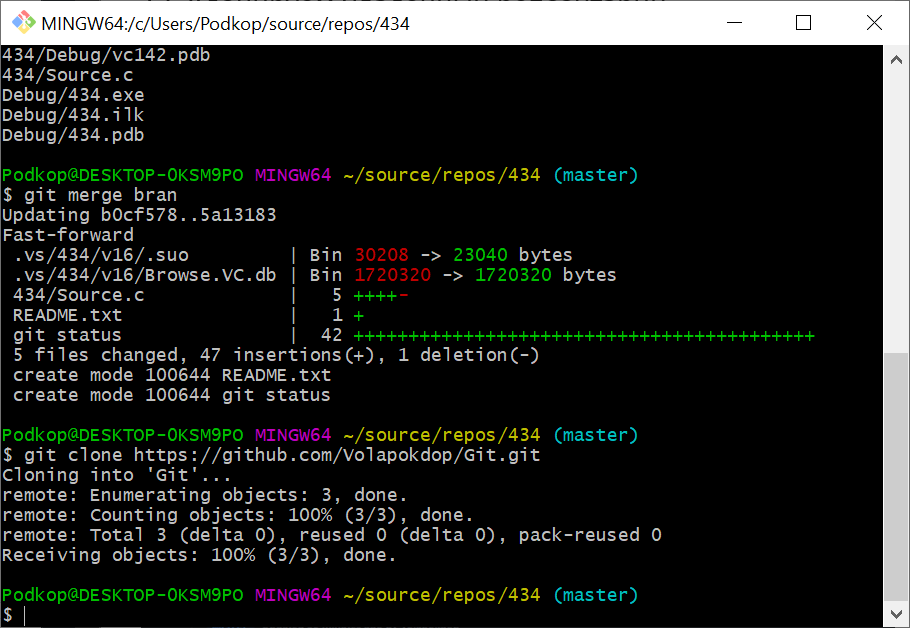 MINGW64:/c/Users/Podkop/source/repos/434
434/Debug/vc142.pdb
434/Source.c
Debug/434.exe
Debug/434.ilk
Debug/434.pdb
Podkop@DESKTOP-0KSM9PO MINGW64 ~/source/repos/434 (master)
$ git merge bran
Updating b0cf578..5a13183
Fast-forward
.vs/434/v16/.suo | Bin 30208 -> 23040 bytes
.vs/434/v16/Browse.VC.db | Bin 1720320 -> 1720320 bytes
434/Source.c | 5 ++++-
README.txt | 1 +
git status | 42 ++++++++++++++++++++++++++++++++++++++++++
5 files changed, 47 insertions(+), 1 deletion(-)
create mode 100644 README.txt
create mode 100644 git status
Podkop@DESKTOP-0KSM9PO MINGW64 ~/source/repos/434 (master)
$ git clone https://github.com/Volapokdop/Git.git
Cloning into 'Git'...
remote: Enumerating objects: 3, done.
remote: Counting objects: 100% (3/3), done.
remote: Total 3 (delta 0), reused 0 (delta 0), pack-reused 0
Receiving objects: 100% (3/3), done.
Podkop@DESKTOP-0KSM9PO MINGW64 ~/source/repos/434 (master)
$